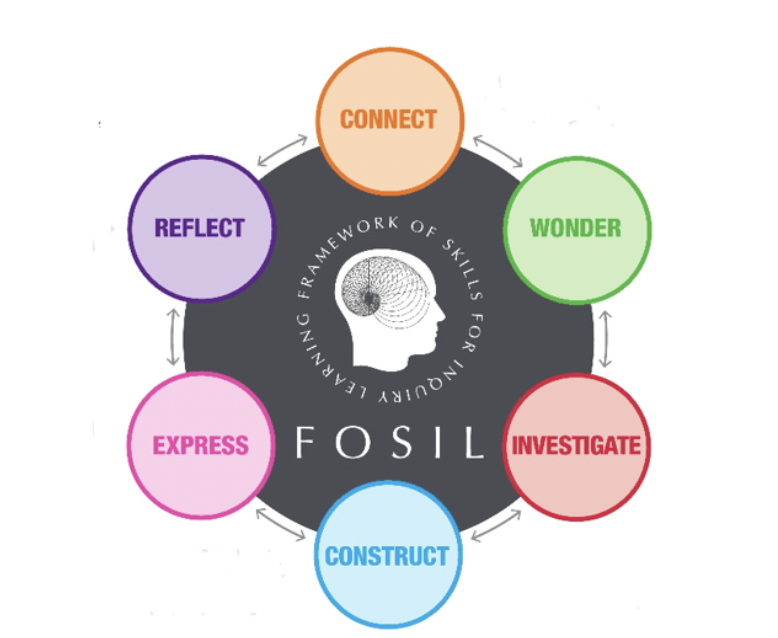 CONNECT
REFLECT
WONDER
FRAMEWORK OF SKILLS FOR INQUIRY LEARNING
FOSIL
EXPRESS
INVESTIGATE
CONSTRUCT